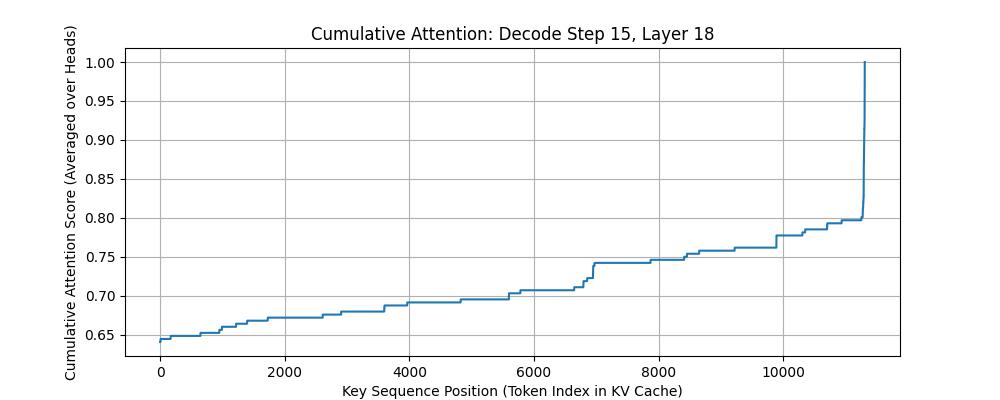 Cumulative Attention: Decode Step 15, Layer 18
Cumulative Attention Score (Averaged over Heads)
1.00
0.95
0.90
0.85
0.80
0.75
0.70
0.65
0 2000 4000 6000 8000 10000
Key Sequence Position (Token Index in KV Cache)